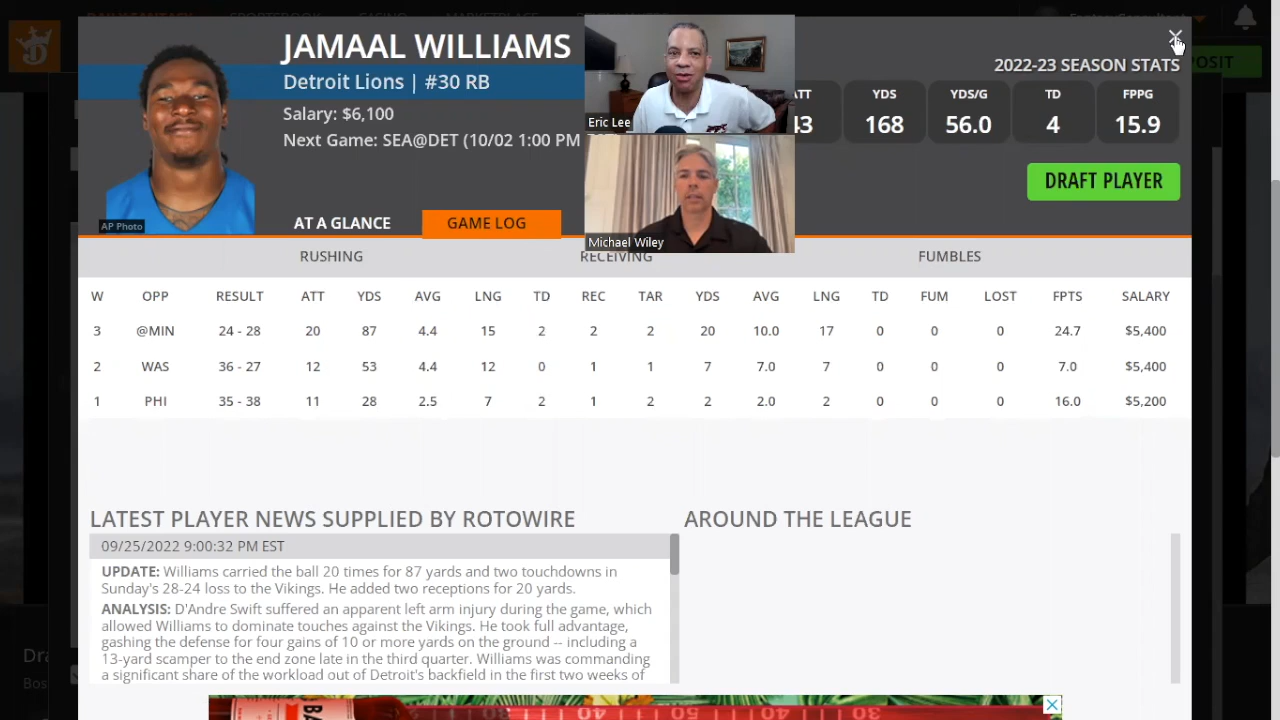 JAMAAL WILLIAMS
Detroit Lions | #30 RB
Salary: $6,100
Next Game: SEA@DET (10/02 1:00 PM
AP Photo
AT A GLANCE
GAME LOG
Eric Lee
Michael Wiley
2022-23 SEASON STATS
YDS YDS/G TD FPPG
168 56.0 4 15.9
DRAFT PLAYER
RUSHING RECEIVING FUMBLES
W OPP RESULT ATT YDS AVG LNG TD REC TAR YDS AVG LNG TD FUM LOST FPTS SALARY
3 @MIN 24 - 28 20 87 4.4 15 2 2 2 20 10.0 17 0 0 0 24.7 $5,400
2 WAS 36 - 27 12 53 4.4 12 0 1 1 7 7.0 7 0 0 0 7.0 $5,400
1 PHI 35 - 38 11 28 2.5 7 2 1 2 2 2.0 2 0 0 0 16.0 $5,200
LATEST PLAYER NEWS SUPPLIED BY ROTOWIRE
09/25/2022 9:00:32 PM EST
UPDATE: Williams carried the ball 20 times for 87 yards and two touchdowns in
Sunday's 28-24 loss to the Vikings. He added two receptions for 20 yards.
ANALYSIS: D'Andre Swift suffered an apparent left arm injury during the game, which
allowed Williams to dominate touches against the Vikings. He took full advantage,
gashing the defense for four gains of 10 or more yards on the ground -- including a
13-yard scamper to the end zone late in the third quarter. Williams was commanding
a significant share of the workload out of Detroit's backfield in the first two weeks of
AROUND THE LEAGUE